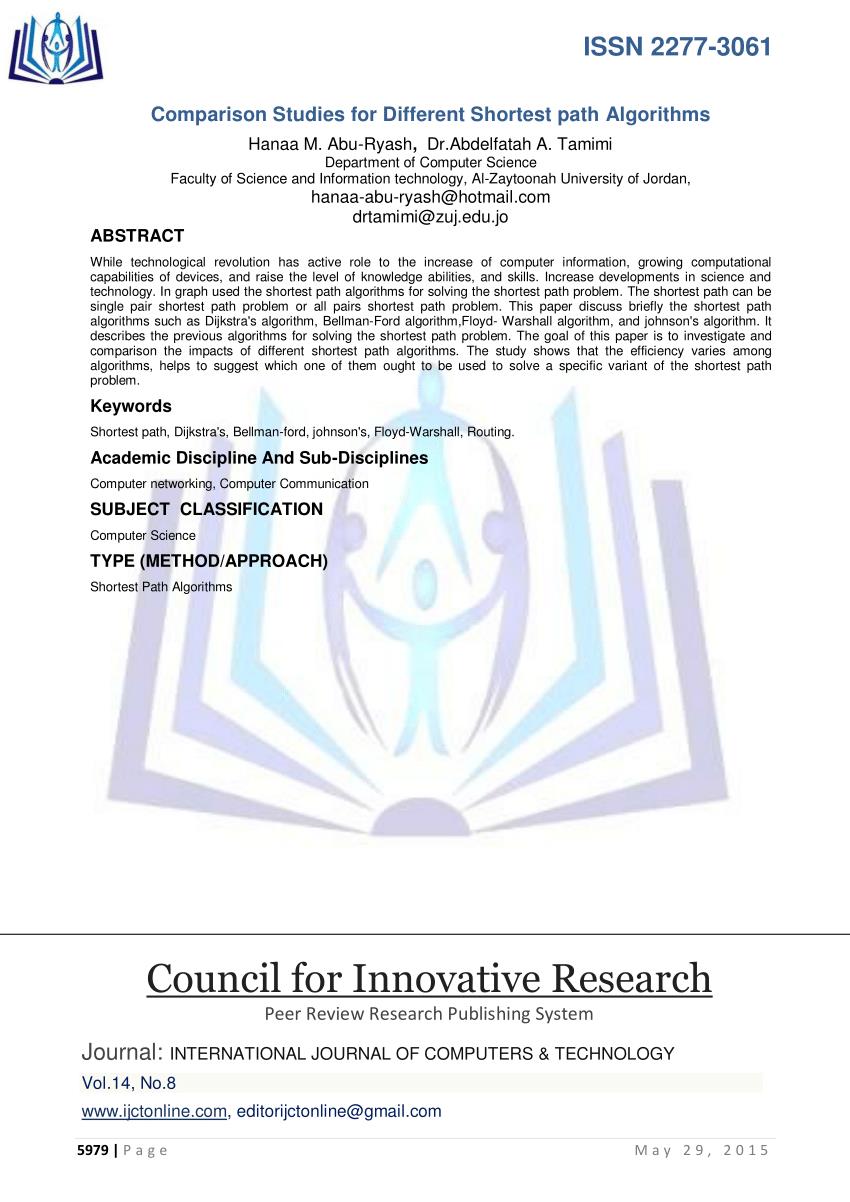 ISSN 2277-3061
Comparison Studies for Different Shortest path Algorithms
Hanaa M. Abu-Ryash, Dr.Abdelfatah A. Tamimi
Department of Computer Science
Faculty of Science and Information technology, Al-Zaytoonah University of Jordan,
hanaa-abu-ryash@hotmail.com
drtamimi@zuj.edu.jo
ABSTRACT
While technological revolution has active role to the increase of computer information, growing computational
capabilities of devices, and raise the level of knowledge abilities, and skills. Increase developments in science and
technology. In graph used the shortest path algorithms for solving the shortest path problem. The shortest path can be
single pair shortest path problem or all pairs shortest path problem. This paper discuss briefly the shortest path
algorithms such as Dijkstra's algorithm, Bellman-Ford algorithm,Floyd- Warshall algorithm, and johnson's algorithm. It
describes the previous algorithms for solving the shortest path problem. The goal of this paper is to investigate and
comparison the impacts of different shortest path algorithms. The study shows that the efficiency varies among
algorithms, helps to suggest which one of them ought to be used to solve a specific variant of the shortest path
problem.
Keywords
Shortest path, Dijkstra's, Bellman-ford, johnson's, Floyd-Warshall, Routing.
Academic Discipline And Sub-Disciplines
Computer networking, Computer Communication
SUBJECT CLASSIFICATION
Computer Science
TYPE (METHOD/APPROACH)
Shortest Path Algorithms
Council for Innovative Research
Peer Review Research Publishing System
Journal: INTERNATIONAL JOURNAL OF COMPUTERS & TECHNOLOGY
Vol.14, No.8
www.ijctonline.com, editorijctonline@gmail.com
5979 | Page May 29, 2015